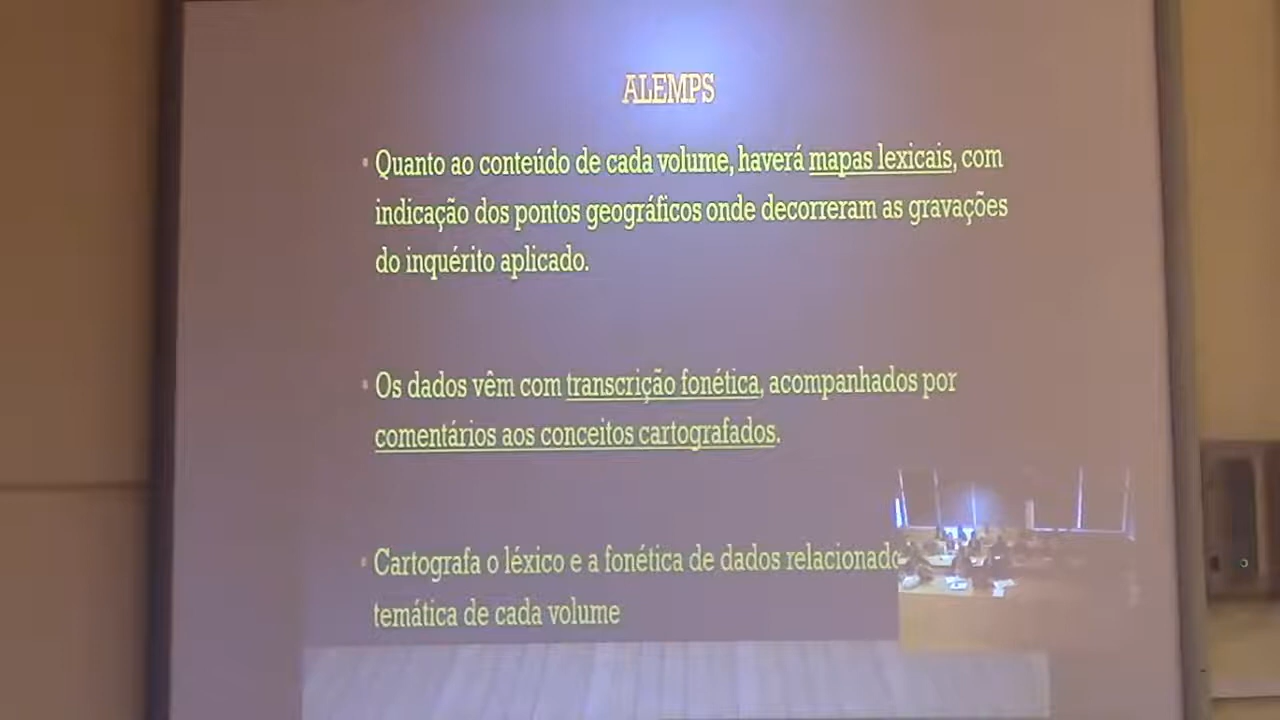 ALEMPS
• Quanto ao conteúdo de cada volume, haverá mapas lexicais, com
indicação dos pontos geográficos onde decorreram as gravações
do inquérito aplicado.
• Os dados vêm com transcrição fonética, acompanhados por
comentários aos conceitos cartografados.
• Cartografa o léxico e a fonética de dados relacionado
temática de cada volume